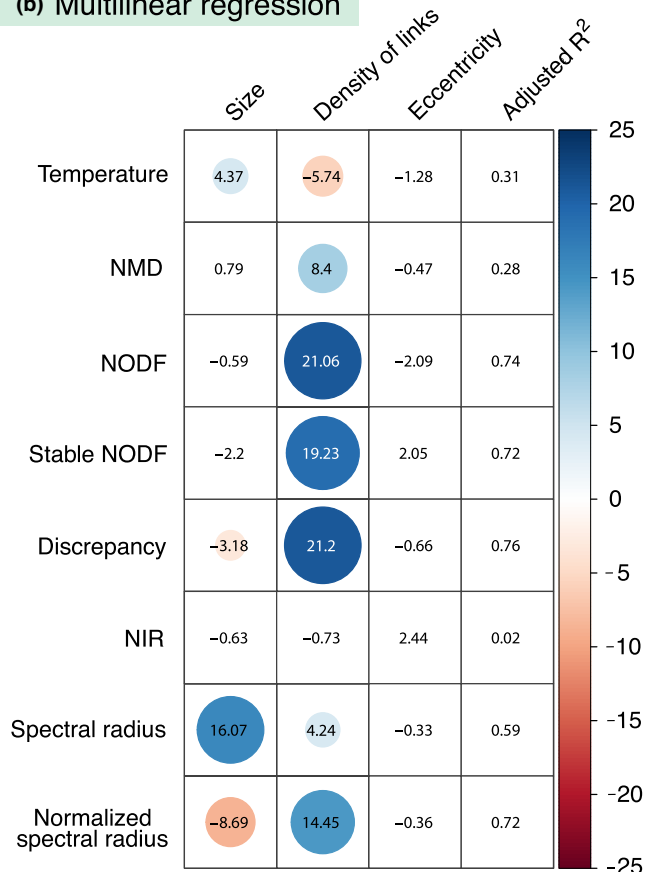 (b) Multilinear regression
Size Density of links Eccentricity Adjusted R²
Temperature 4.37 −5.74 −1.28 0.31
NMD 0.79 8.4 −0.47 0.28
NODF −0.59 21.06 −2.09 0.74
Stable NODF −2.2 19.23 2.05 0.72
Discrepancy −3.18 21.2 −0.66 0.76
NIR −0.63 −0.73 2.44 0.02
Spectral radius 16.07 4.24 −0.33 0.59
Normalized
spectral radius −8.69 14.45 −0.36 0.72
25
20
15
10
5
0
−5
−10
−15
−20
−25